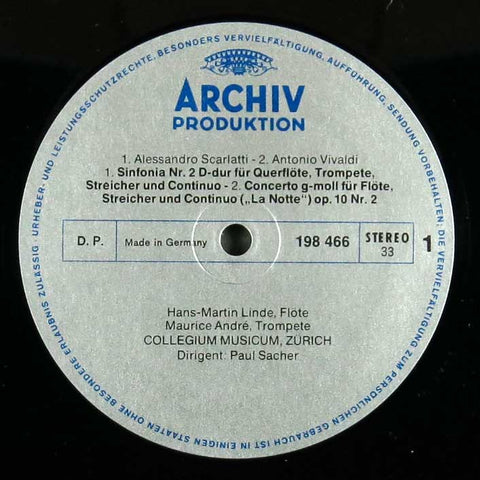 URHEBER- UND LEISTUNGSSCHUTZRECHTE, BESONDERS VERVIELFÄLTIGUNG, AUFFÜHRUNG, SENDUNG VORBEHALTEN; DIE VERVIELFÄLTIGUNG ZUM PERSÖNLICHEN GEBRAUCH IST IN EINIGEN STAATEN OHNE BESONDERE ERLAUBNIS ZULÄSSIG
ARCHIV
PRODUKTION
1. Alessandro Scarlatti - 2. Antonio Vivaldi
1. Sinfonia Nr. 2 D-dur für Querflöte, Trompete,
Streicher und Continuo - 2. Concerto g-moll für Flöte,
Streicher und Continuo („La Notte") op. 10 Nr. 2
D. P. Made in Germany 198 466 STEREO 1
33
Hans-Martin Linde, Flöte
Maurice André, Trompete
COLLEGIUM MUSICUM, ZÜRICH
Dirigent: Paul Sacher